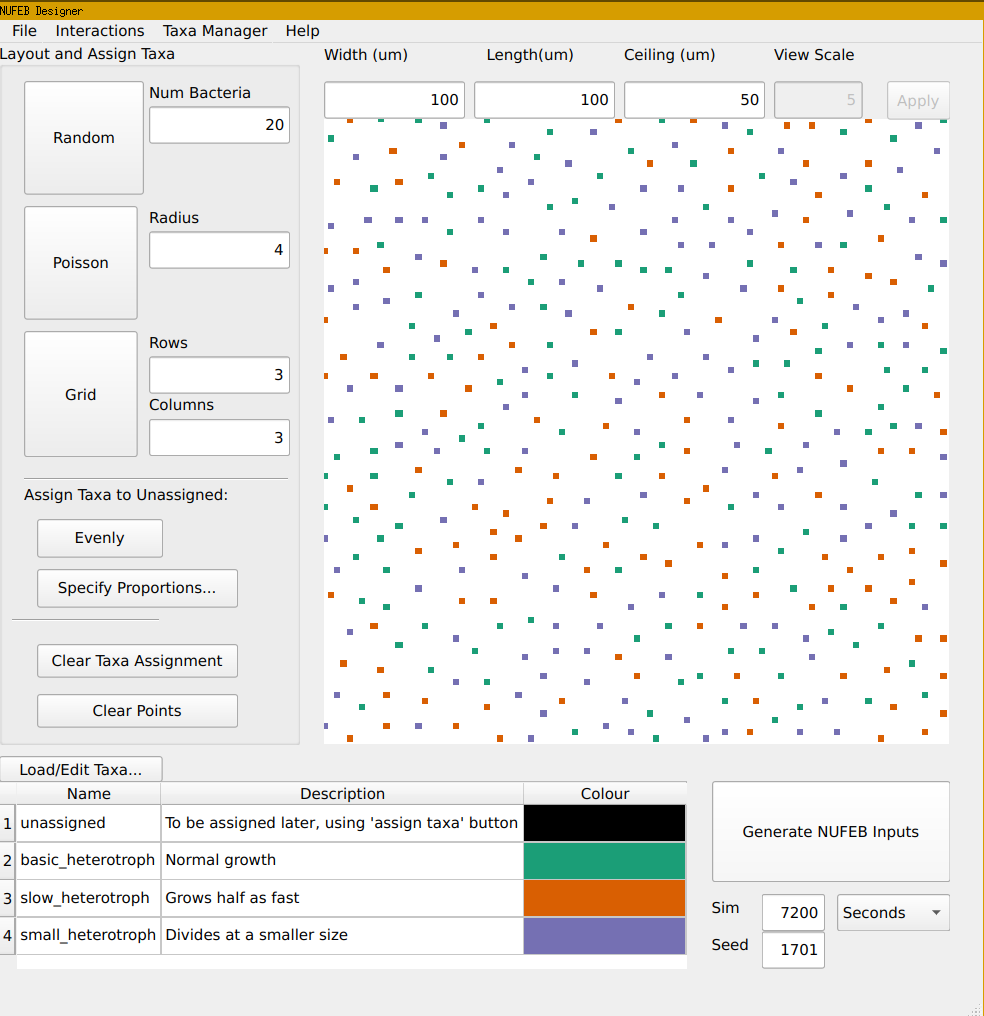 NUFEB Designer
File Interactions Taxa Manager Help
Layout and Assign Taxa
Width (um) Length(um) Ceiling (um) View Scale
100 100 50 5 Apply
Random
Num Bacteria
20
Poisson
Radius
4
Grid
Rows
3
Columns
3
Assign Taxa to Unassigned:
Evenly
Specify Proportions...
Clear Taxa Assignment
Clear Points
Load/Edit Taxa...
Name Description Colour
1 unassigned To be assigned later, using 'assign taxa' button
2 basic_heterotroph Normal growth
3 slow_heterotroph Grows half as fast
4 small_heterotroph Divides at a smaller size
Generate NUFEB Inputs
Sim 7200 Seconds
Seed 1701